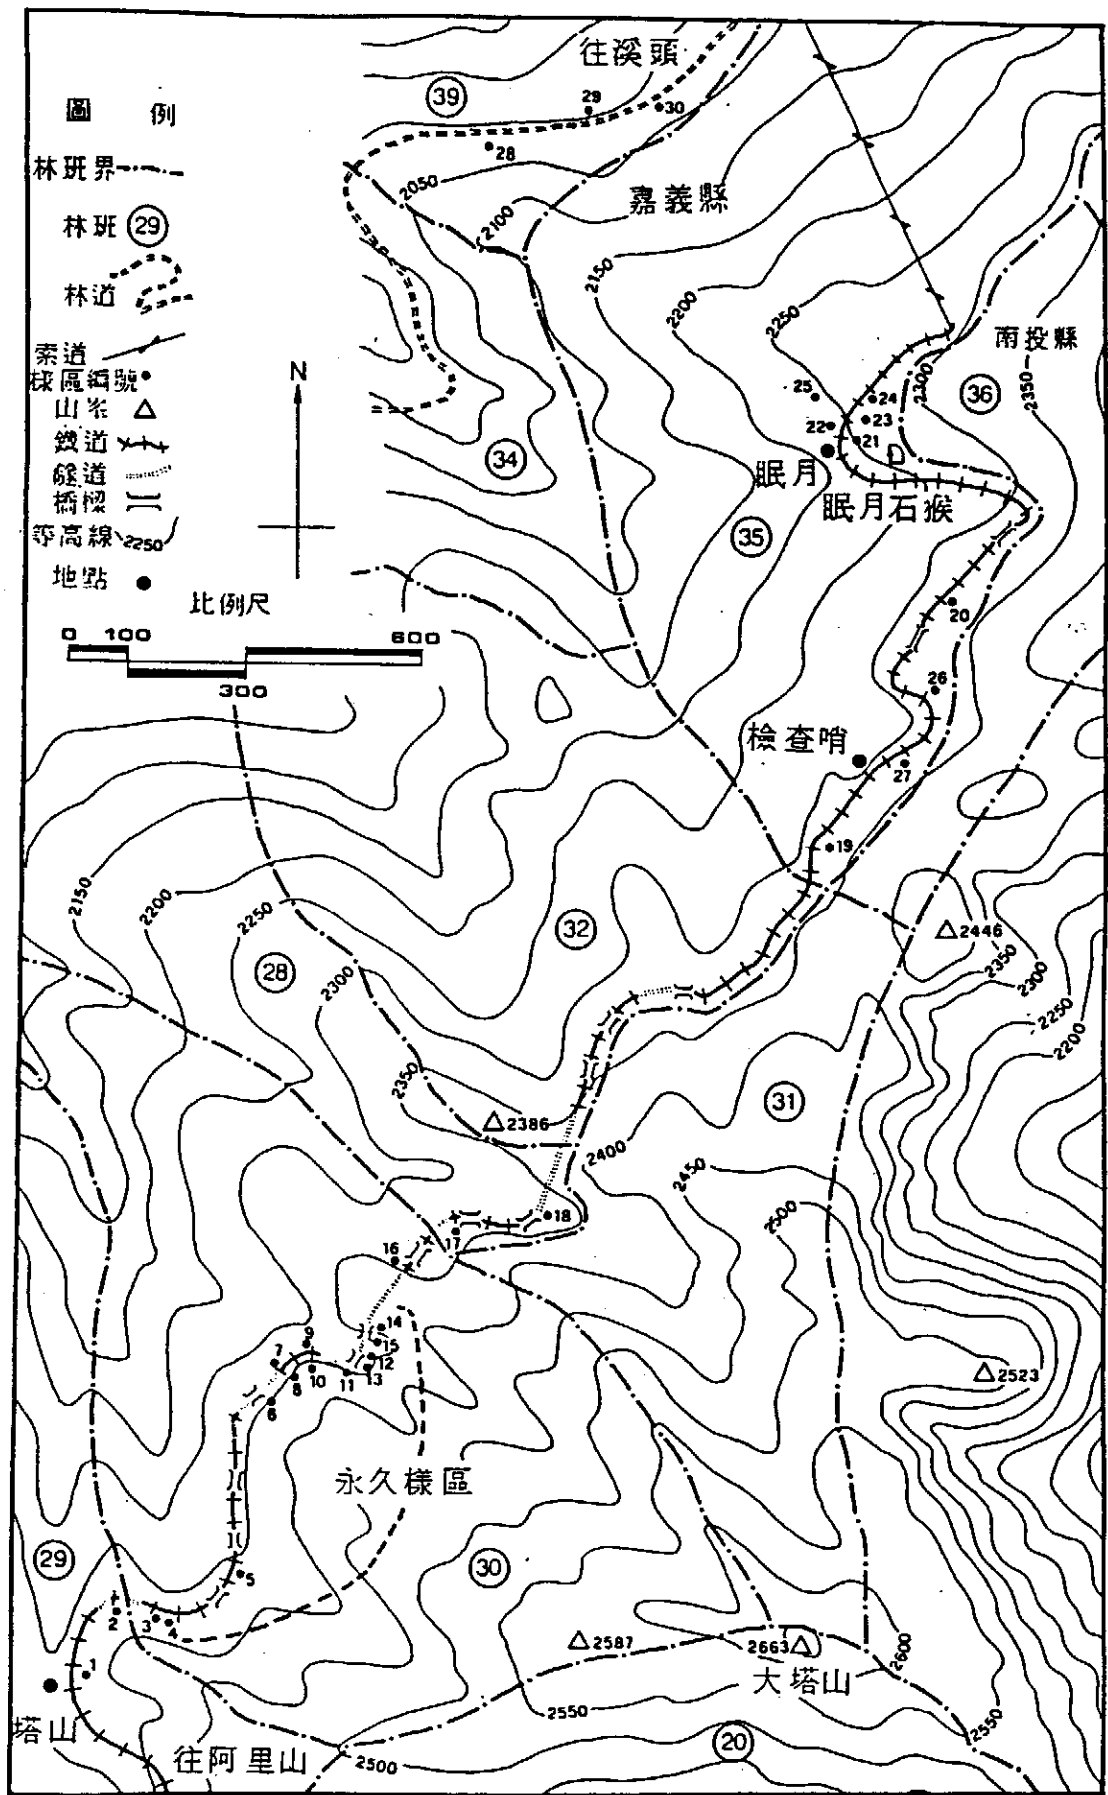 圖 例
林班界
林班 29
林道
索道
樣區編號
山峯
鐵道
隧道
橋樑
等高線 2250
地點
比例尺
0 100 600
300
N
往溪頭
39
29
30
28
2050
2100
嘉義縣
2150
2200
2250
南投縣
2300
2350
36
25
24
22
23
21
34
眠月
眠月石猴
35
20
26
檢查哨
27
19
2150
2200
2250
32
2446
28
2300
2350
2300
2250
2200
2350
31
2386
2400
2450
2500
18
17
16
14
9
15
7
12
8
10
11
13
6
2523
永久樣區
29
5
30
2
3
4
2587
2663
2600
1
大塔山
塔山
2550
2550
往阿里山
2500
20